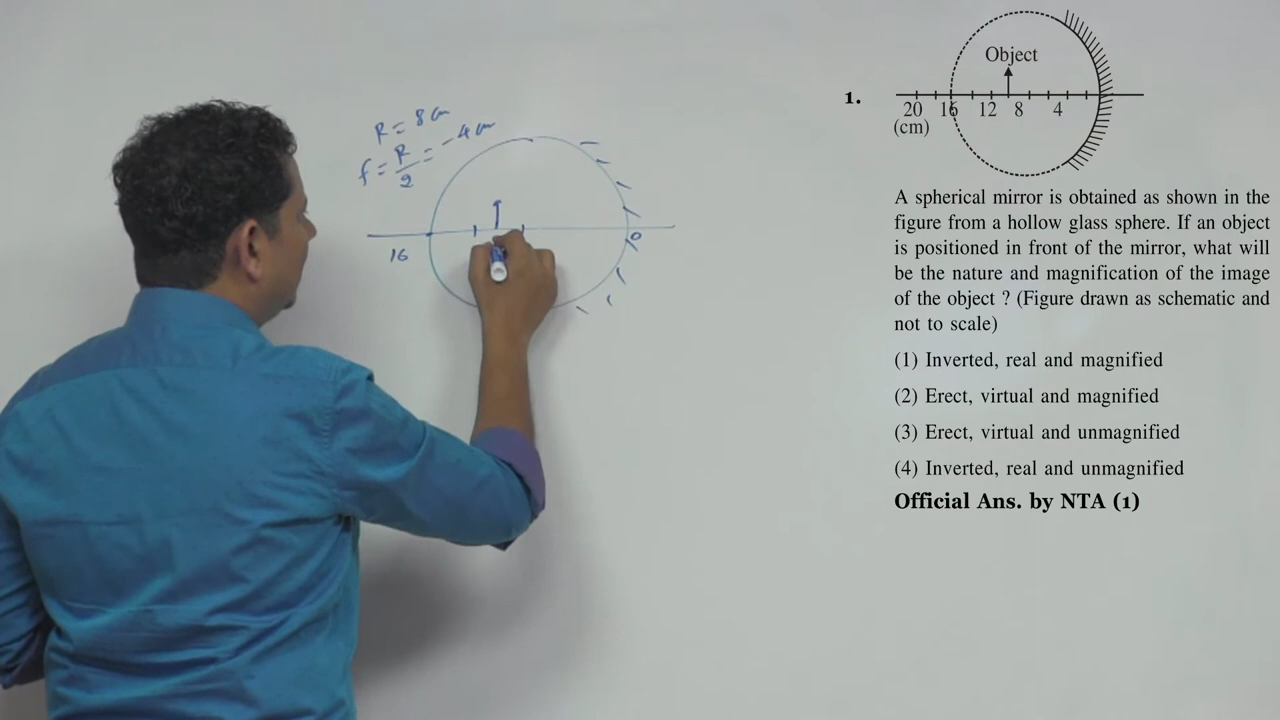 R = 8 cm
f = R/2 = -4 cm
16
0
1.
Object
20 16 12 8 4
(cm)
A spherical mirror is obtained as shown in the
figure from a hollow glass sphere. If an object
is positioned in front of the mirror, what will
be the nature and magnification of the image
of the object ? (Figure drawn as schematic and
not to scale)
(1) Inverted, real and magnified
(2) Erect, virtual and magnified
(3) Erect, virtual and unmagnified
(4) Inverted, real and unmagnified
Official Ans. by NTA (1)